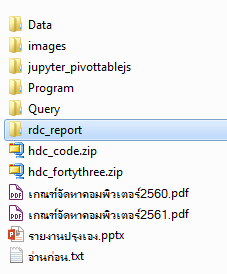 Data
images
jupyter_pivottablejs
Program
Query
rdc_report
hdc_code.zip
hdc_fortythree.zip
เกณฑ์จัดหาคอมพิวเตอร์2560.pdf
เกณฑ์จัดหาคอมพิวเตอร์2561.pdf
รายงานปรุงเอง.pptx
อ่านก่อน.txt